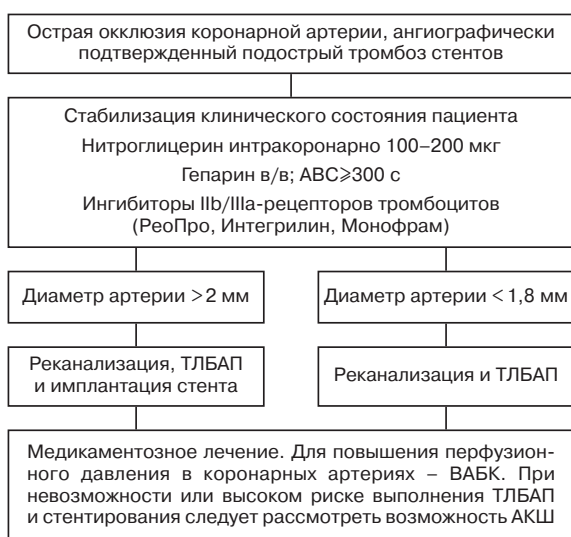 Острая окклюзия коронарной артерии, ангиографически
подтвержденный подострый тромбоз стентов
Стабилизация клинического состояния пациента
Нитроглицерин интракоронарно 100–200 мкг
Гепарин в/в; АВС⩾300 с
Ингибиторы IIb/IIIa-рецепторов тромбоцитов
(РеоПро, Интегрилин, Монофрам)
Диаметр артерии >2 мм
Диаметр артерии <1,8 мм
Реканализация, ТЛБАП
и имплантация стента
Реканализация и ТЛБАП
Медикаментозное лечение. Для повышения перфузион-
ного давления в коронарных артериях – ВАБК. При
невозможности или высоком риске выполнения ТЛБАП
и стентирования следует рассмотреть возможность АКШ